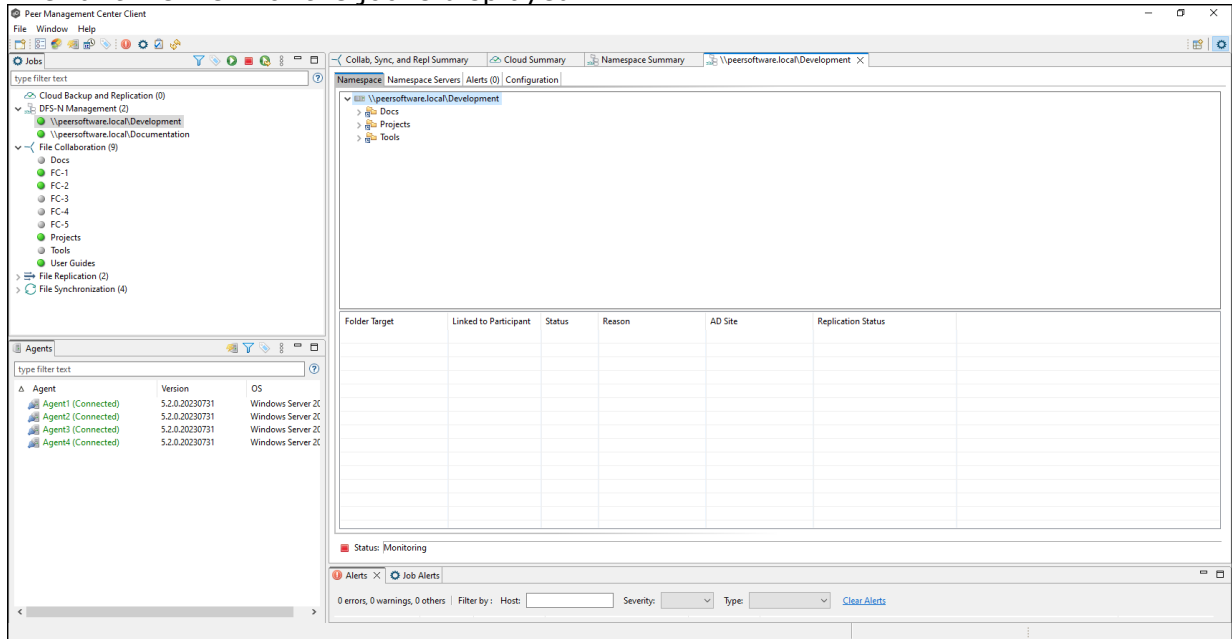 Peer Management Center Client
File Window Help
Jobs
type filter text
Cloud Backup and Replication (0)
DFS-N Management (2)
\\peersoftware.local\Development
\\peersoftware.local\Documentation
File Collaboration (9)
Docs
FC-1
FC-2
FC-3
FC-4
FC-5
Projects
Tools
User Guides
File Replication (2)
File Synchronization (4)
Agents
type filter text
Agent Version OS
Agent1 (Connected) 5.2.0.20230731 Windows Server 20
Agent2 (Connected) 5.2.0.20230731 Windows Server 20
Agent3 (Connected) 5.2.0.20230731 Windows Server 20
Agent4 (Connected) 5.2.0.20230731 Windows Server 20
Collab, Sync, and Repl Summary Cloud Summary Namespace Summary \\peersoftware.local\Development
Namespace Namespace Servers Alerts (0) Configuration
\\peersoftware.local\Development
Docs
Projects
Tools
Folder Target Linked to Participant Status Reason AD Site Replication Status
Status: Monitoring
Alerts Job Alerts
0 errors, 0 warnings, 0 others Filter by : Host: Severity: Type: Clear Alerts